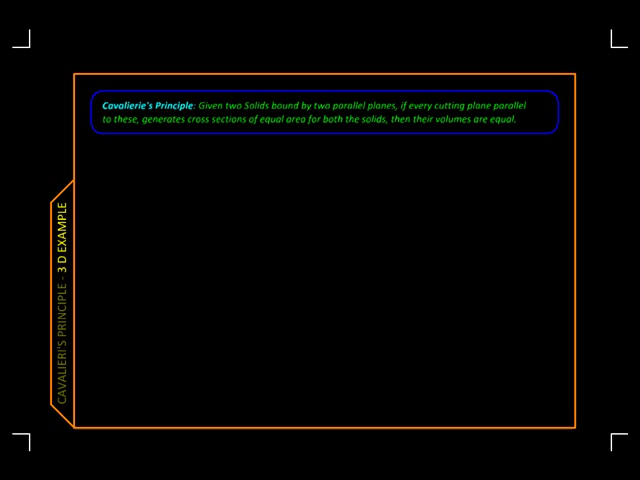 Cavalierie's Principle: Given two Solids bound by two parallel planes, if every cutting plane parallel
to these, generates cross sections of equal area for both the solids, then their volumes are equal.
CAVALIERI'S PRINCIPLE - 3 D EXAMPLE